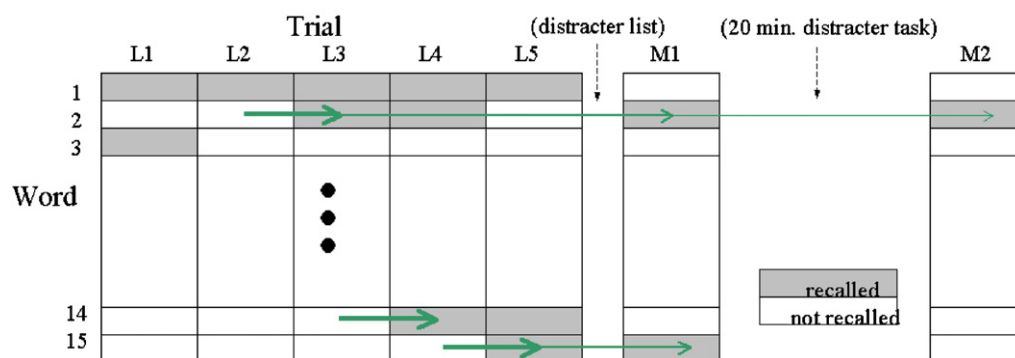 Trial
(distracter list)
(20 min. distracter task)
L1 L2 L3 L4 L5 M1 M2
1
2
3
Word
14
15
recalled
not recalled